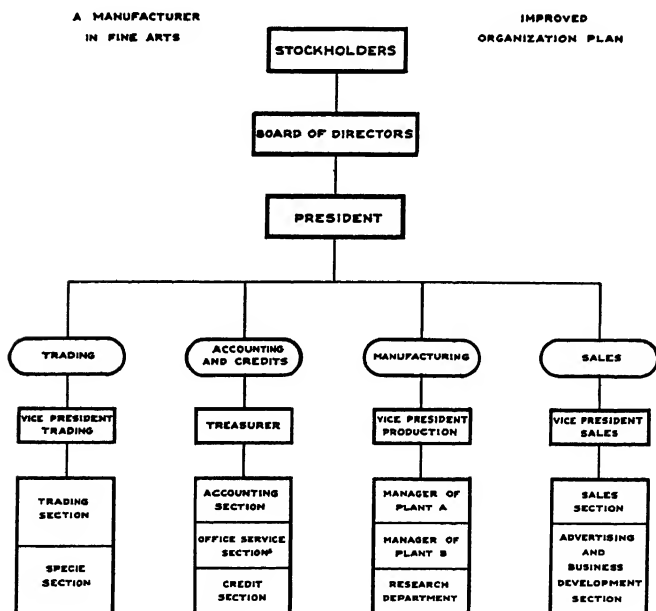 A MANUFACTURER
IN FINE ARTS
IMPROVED
ORGANIZATION PLAN
STOCKHOLDERS
BOARD OF DIRECTORS
PRESIDENT
TRADING
ACCOUNTING
AND CREDITS
MANUFACTURING
SALES
VICE PRESIDENT
TRADING
TREASURER
VICE PRESIDENT
PRODUCTION
VICE PRESIDENT
SALES
TRADING
SECTION
SPECIE
SECTION
ACCOUNTING
SECTION
OFFICE SERVICE
SECTION
CREDIT
SECTION
MANAGER OF
PLANT A
MANAGER OF
PLANT B
RESEARCH
DEPARTMENT
SALES
SECTION
ADVERTISING
AND
BUSINESS
DEVELOPMENT
SECTION